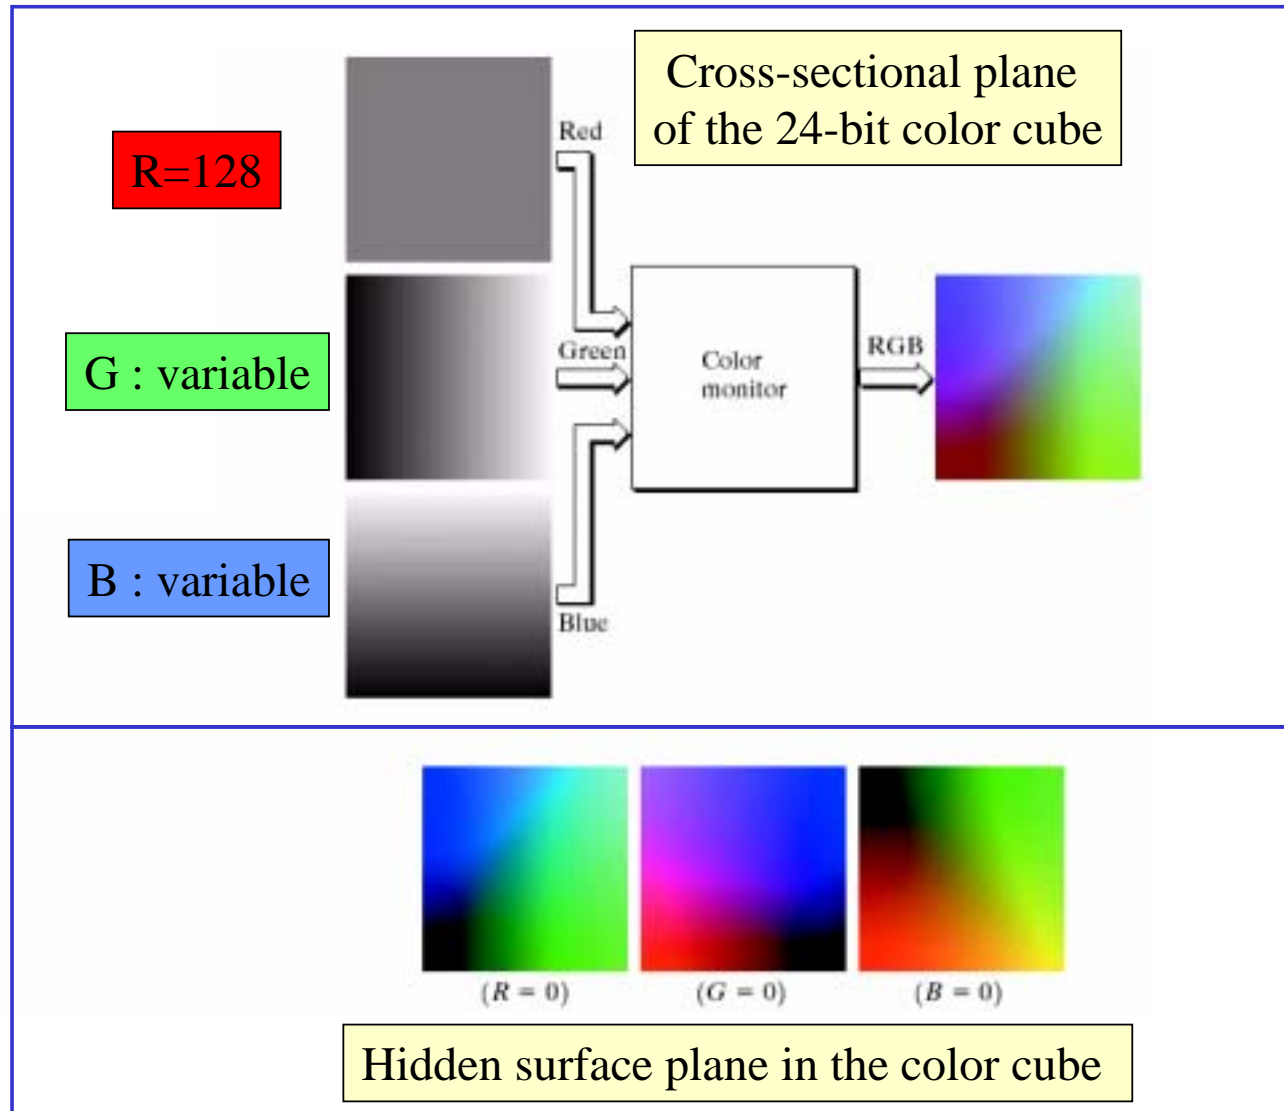 Cross-sectional plane
of the 24-bit color cube
Red
R=128
Green
RGB
G : variable
Color
monitor
B : variable
Blue
(R = 0)
(G = 0)
(B = 0)
Hidden surface plane in the color cube